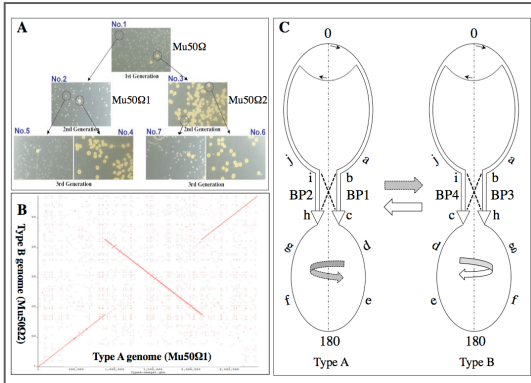 A
No.1
Mu50Ω
1st Generation
No.2
No.3
Mu50Ω1
Mu50Ω2
2nd Generation
2nd Generation
No.5
No.4
No.7
No.6
3rd Generation
3rd Generation
B
Type B genome (Mu50Ω2)
Type A genome (Mu50Ω1)
C
0
0
j
a
j
a
i
b
i
b
BP2
BP1
BP4
BP3
h
c
c
h
g
d
d
g
f
e
e
f
180
180
Type A
Type B